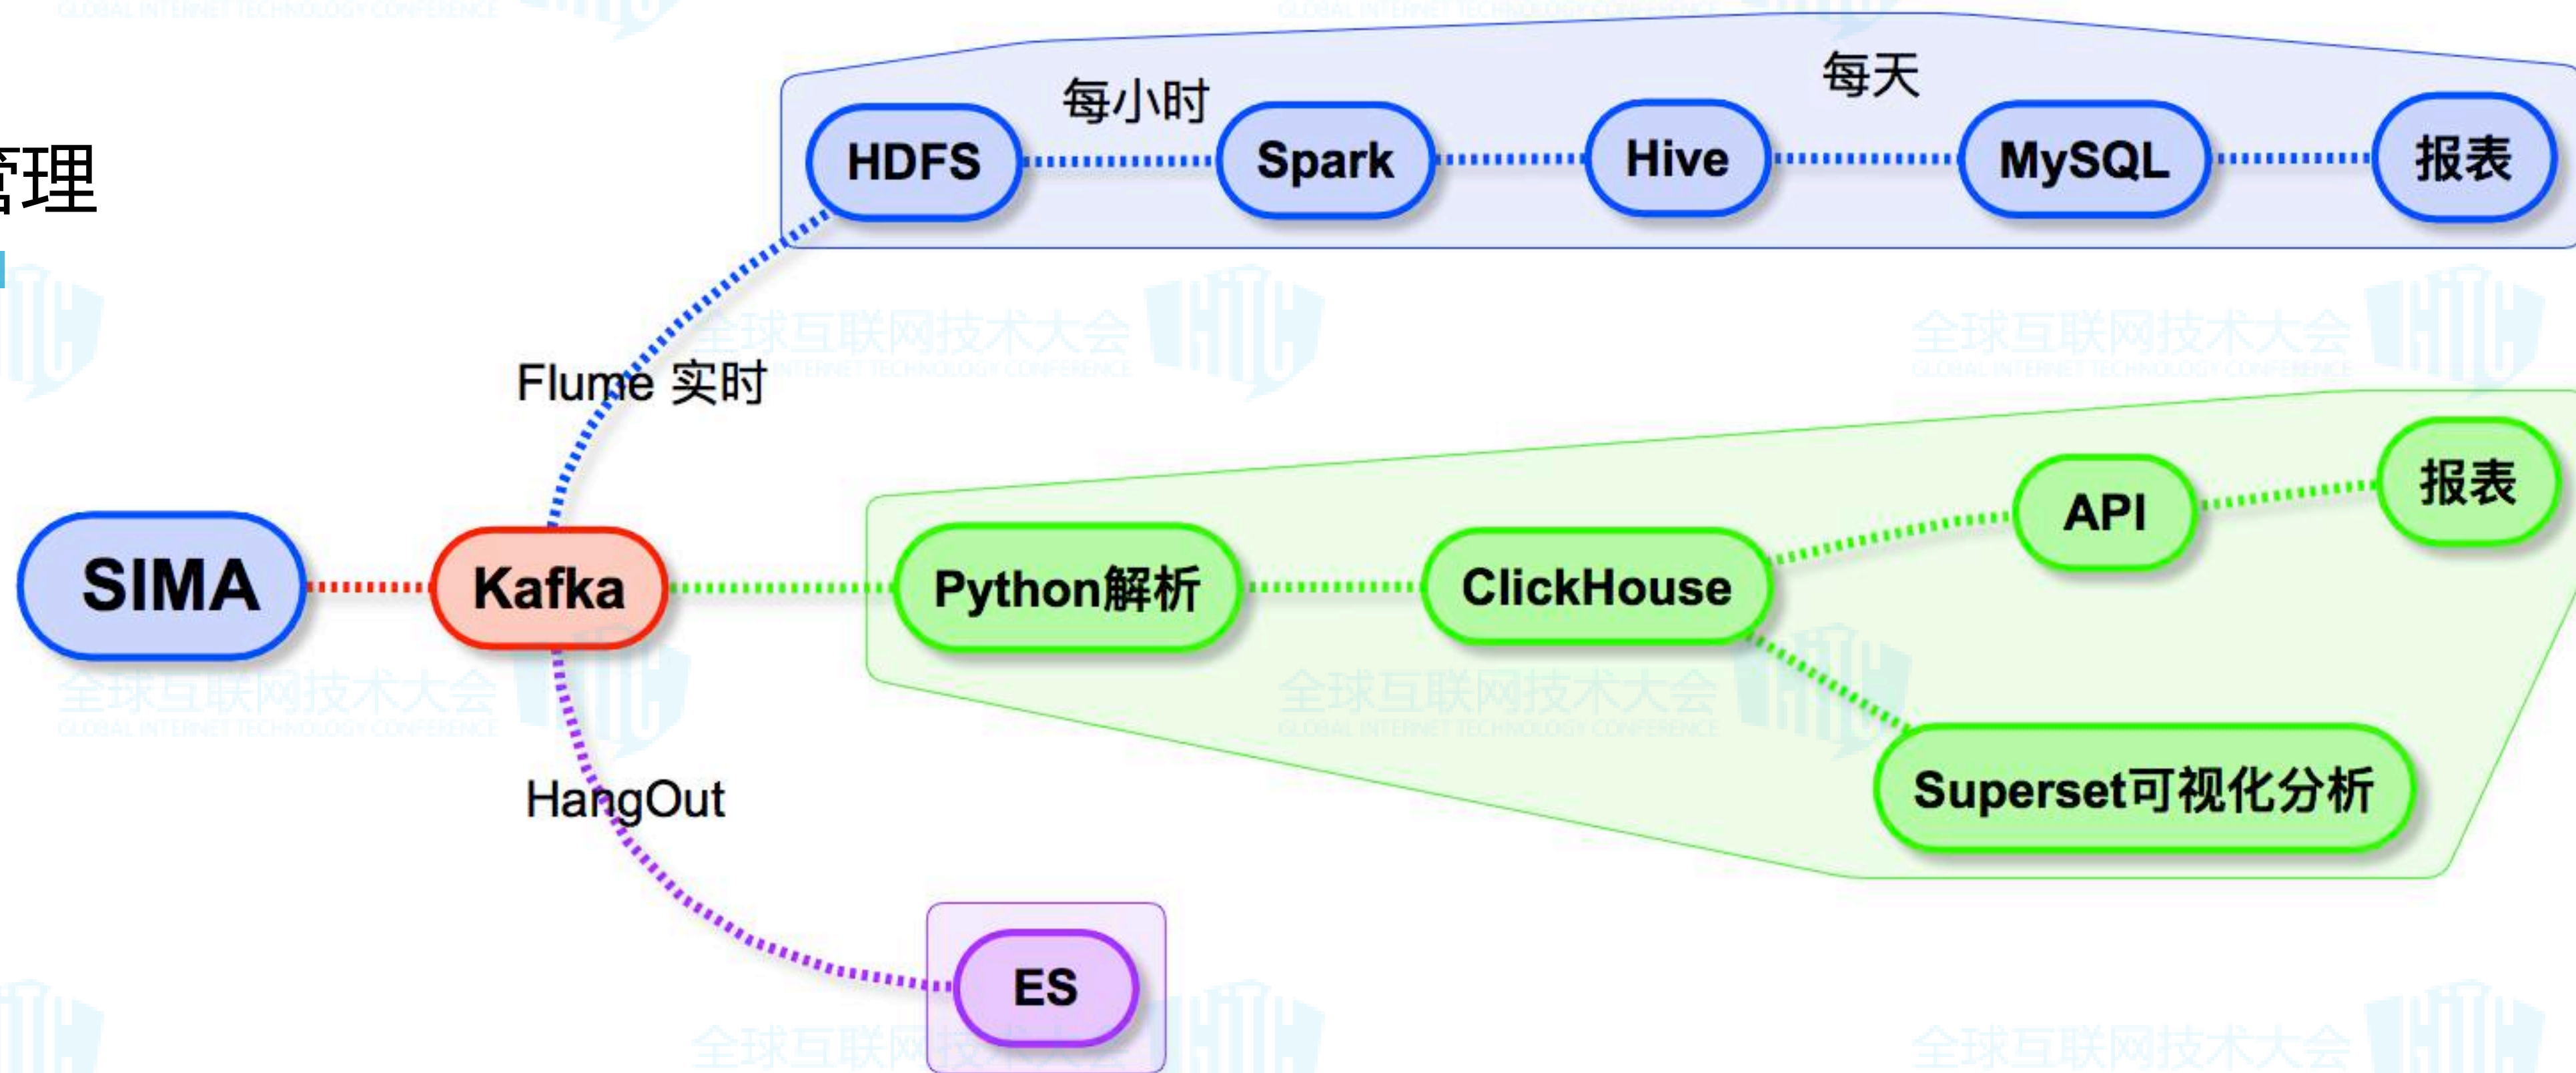 理
每小时
每天
HDFS
Spark
Hive
MySQL
报表
Flume 实时
SIMA
Kafka
Python解析
ClickHouse
API
报表
Superset可视化分析
HangOut
ES
全球互联网技术大会
GLOBAL INTERNET TECHNOLOGY CONFERENCE